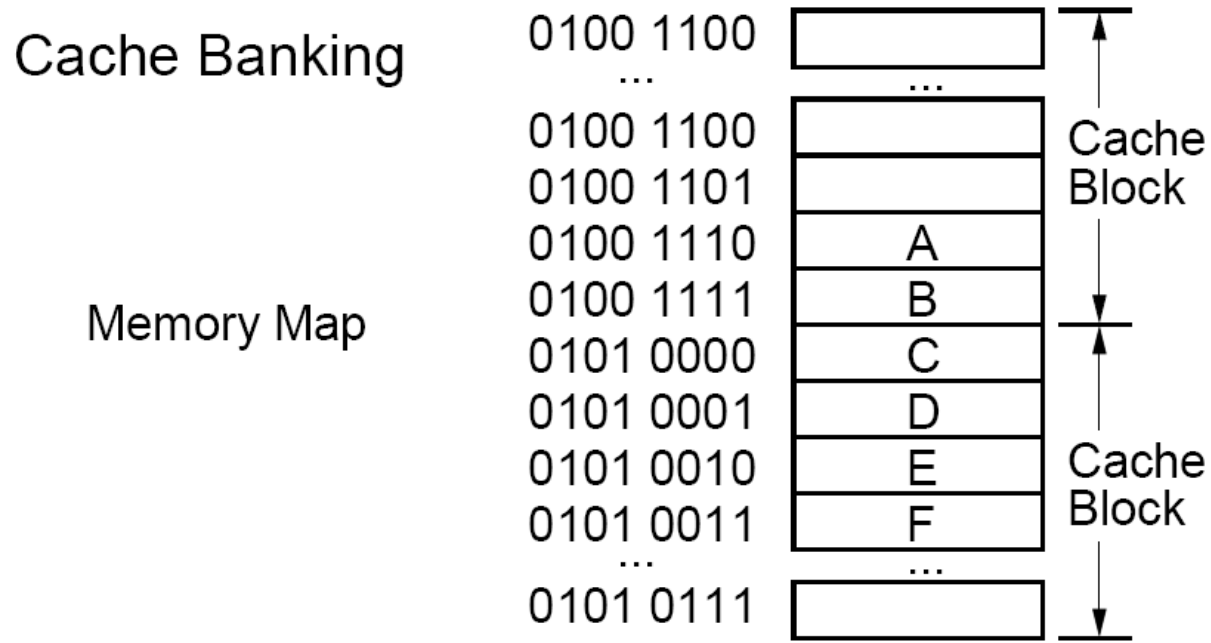 Cache Banking
Memory Map
0100 1100
...
...
0100 1100
0100 1101
0100 1110 A
0100 1111 B
0101 0000 C
0101 0001 D
0101 0010 E
0101 0011 F
...
...
0101 0111
Cache
Block
Cache
Block